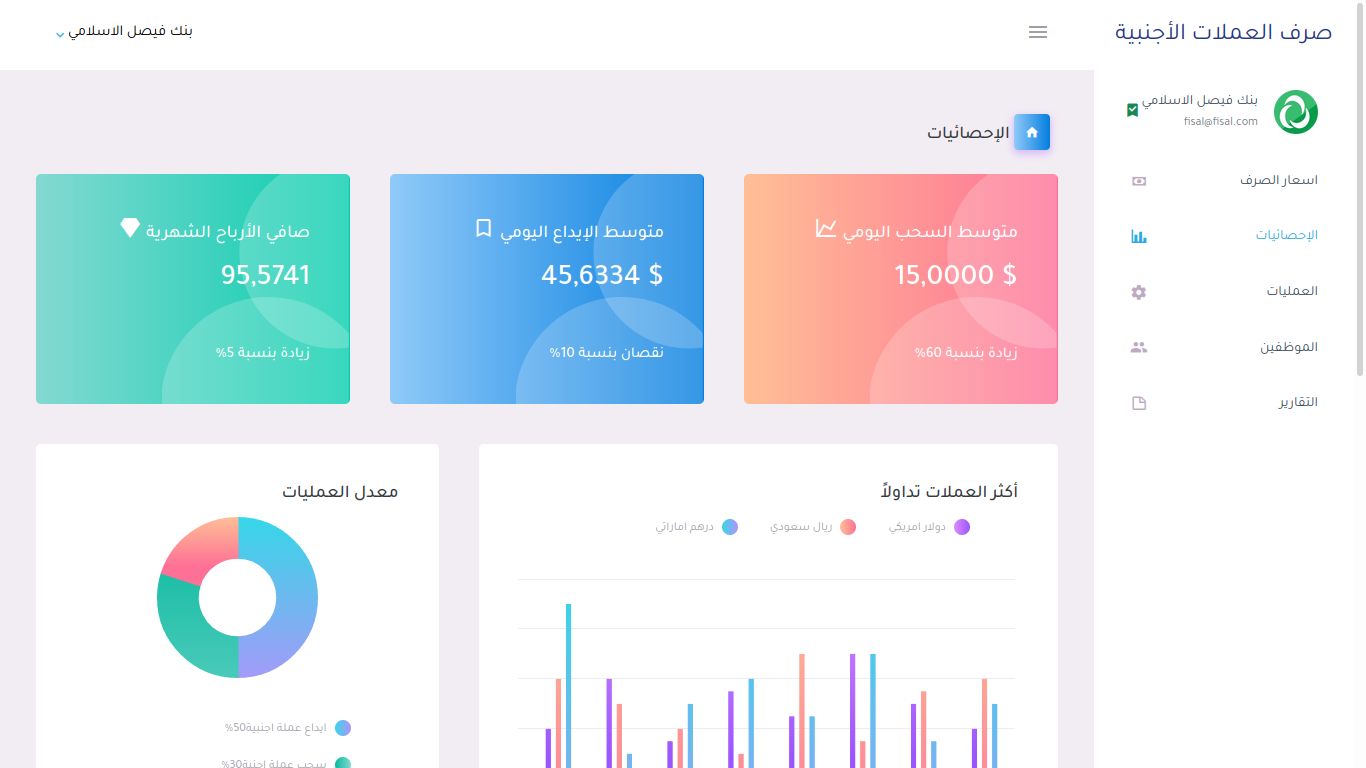 صرف العملات الأجنبية
بنك فيصل الاسلامي
بنك فيصل الاسلامي
fisal@fisal.com
اسعار الصرف
الإحصائيات
العمليات
الموظفين
التقارير
الإحصائيات
متوسط السحب اليومي
$ 15,0000
زيادة بنسبة 60%
متوسط الإيداع اليومي
$ 45,6334
نقصان بنسبة 10%
صافي الأرباح الشهرية
95,5741
زيادة بنسبة 5%
أكثر العملات تداولاً
دولار امريكي
ريال سعودي
درهم اماراتي
معدل العمليات
ايداع عملة اجنبية50%
سحب عملة اجنبية30%